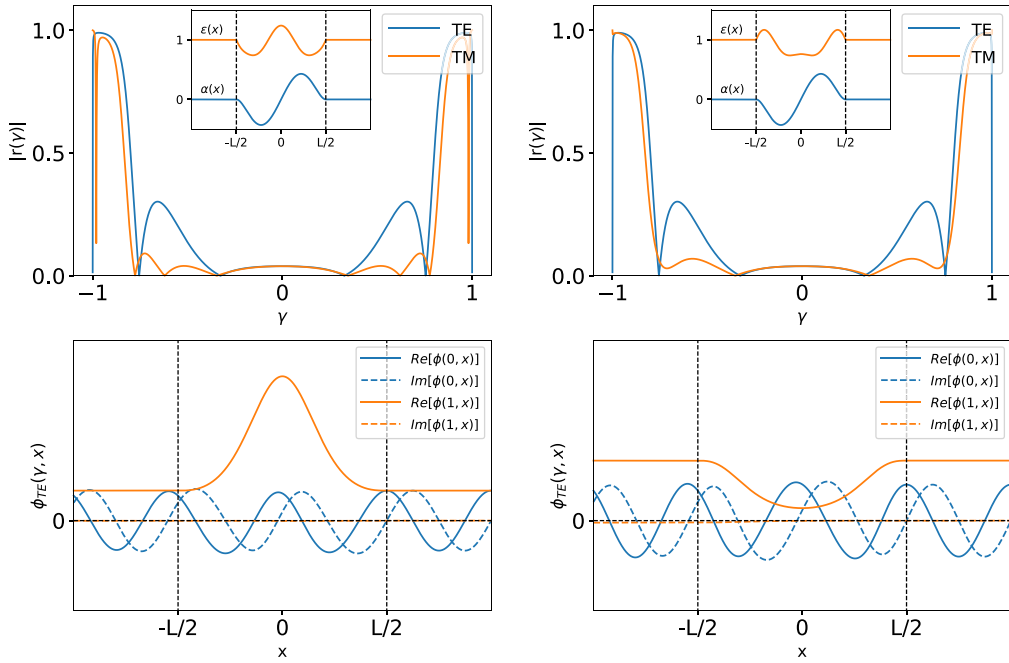 1.0
0.5
0.0
|r(γ)|
ε(x)
1
α(x)
0
-L/2
0
L/2
TE
TM
−1
0
1
γ
1.0
0.5
0.0
|r(γ)|
ε(x)
1
α(x)
0
-L/2
0
L/2
TE
TM
−1
0
1
γ
ϕTE(γ, x)
0
Re[ϕ(0, x)]
Im[ϕ(0, x)]
Re[ϕ(1, x)]
Im[ϕ(1, x)]
-L/2
0
L/2
x
ϕTE(γ, x)
0
Re[ϕ(0, x)]
Im[ϕ(0, x)]
Re[ϕ(1, x)]
Im[ϕ(1, x)]
-L/2
0
L/2
x